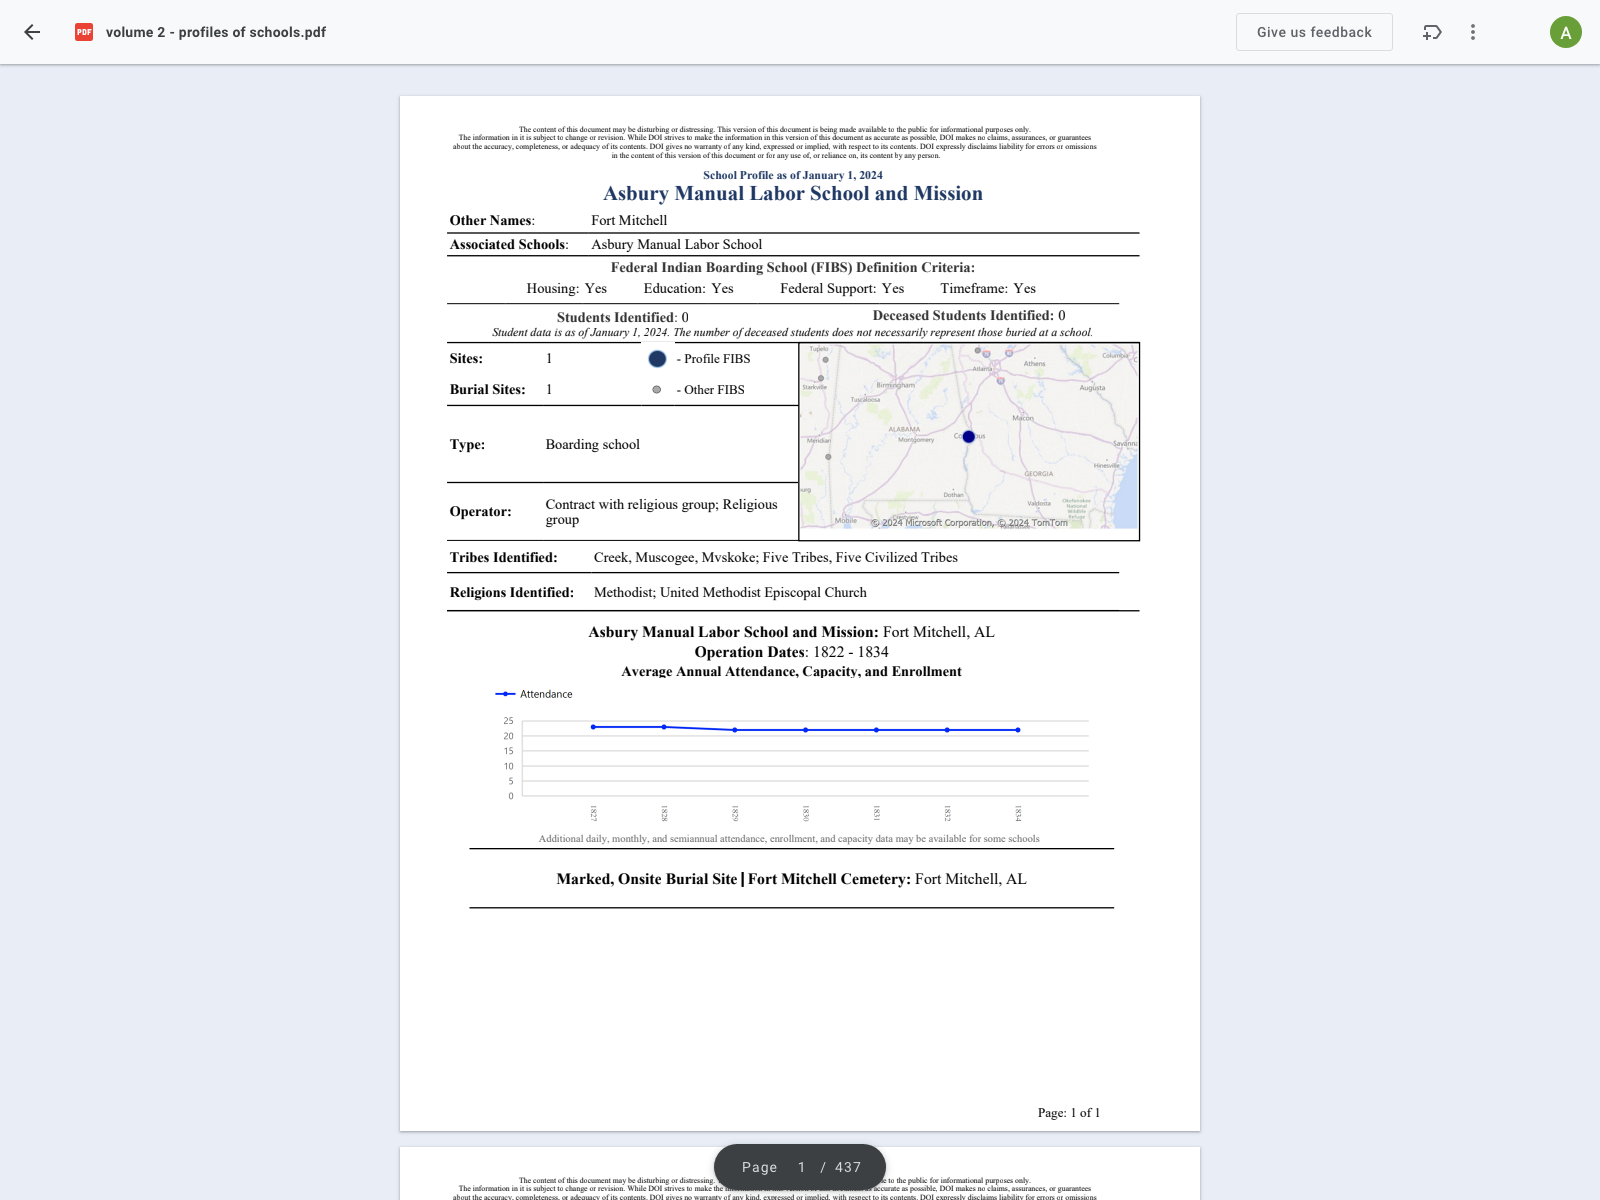 PDF volume 2 - profiles of schools.pdf
Give us feedback
A
The content of this document may be disturbing or distressing. This version of this document is being made available to the public for informational purposes only.
The information in it is subject to change or revision. While DOI strives to make the information in this version of this document as accurate as possible, DOI makes no claims, assurances, or guarantees
about the accuracy, completeness, or adequacy of its contents. DOI gives no warranty of any kind, expressed or implied, with respect to its contents. DOI expressly disclaims liability for errors or omissions
in the content of this version of this document or for any use of, or reliance on, its content by any person.
School Profile as of January 1, 2024
Asbury Manual Labor School and Mission
Other Names: Fort Mitchell
Associated Schools: Asbury Manual Labor School
Federal Indian Boarding School (FIBS) Definition Criteria:
Housing: Yes Education: Yes Federal Support: Yes Timeframe: Yes
Students Identified: 0 Deceased Students Identified: 0
Student data is as of January 1, 2024. The number of deceased students does not necessarily represent those buried at a school.
Sites: 1 - Profile FIBS
Burial Sites: 1 - Other FIBS
Type: Boarding school
Operator: Contract with religious group; Religious
group
Tupelo
Atlanta
Athens
Columbia
Starkville
Birmingham
Augusta
Tuscaloosa
Macon
ALABAMA
Meridian
Montgomery
Savanna
Hinesville
GEORGIA
burg
Dothan
Valdosta
Okefenokee
National
Wildlife
Refuge
Mobile
© 2024 Microsoft Corporation, © 2024 TomTom
Tribes Identified: Creek, Muscogee, Mvskoke; Five Tribes, Five Civilized Tribes
Religions Identified: Methodist; United Methodist Episcopal Church
Asbury Manual Labor School and Mission: Fort Mitchell, AL
Operation Dates: 1822 - 1834
Average Annual Attendance, Capacity, and Enrollment
Attendance
25
20
15
10
5
0
1827 1828 1829 1830 1831 1832 1834
Additional daily, monthly, and semiannual attendance, enrollment, and capacity data may be available for some schools
Marked, Onsite Burial Site | Fort Mitchell Cemetery: Fort Mitchell, AL
Page: 1 of 1
Page 1 / 437
The content of this document may be disturbing or distressing. le to the public for informational purposes only.
The information in it is subject to change or revision. While DOI strives to make the accurate as possible, DOI makes no claims, assurances, or guarantees
about the accuracy, completeness, or adequacy of its contents. DOI gives no warranty of any kind, expressed or implied, with respect to its contents. DOI expressly disclaims liability for errors or omissions